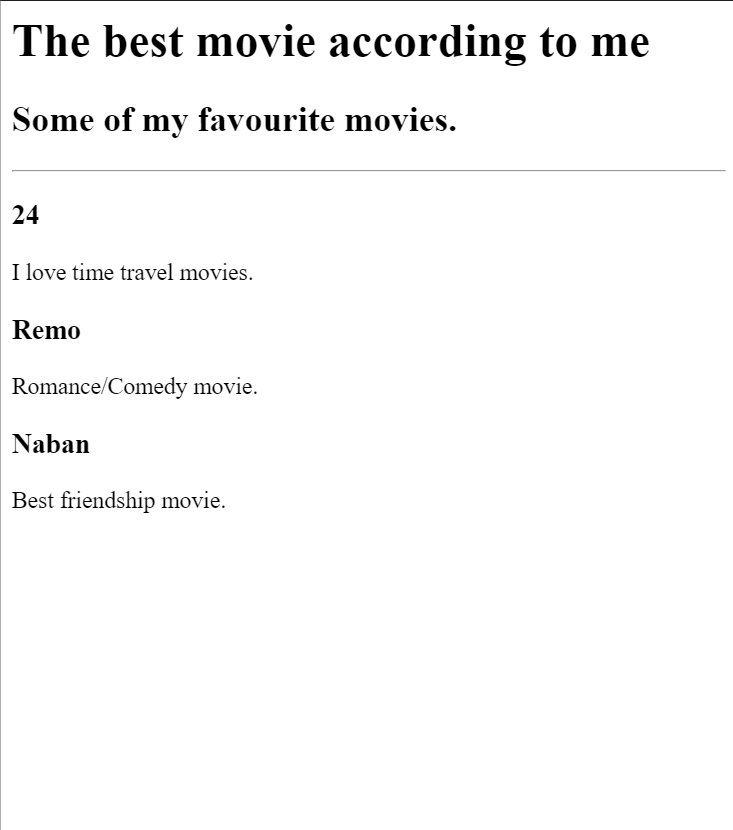 The best movie according to me
Some of my favourite movies.
24
I love time travel movies.
Remo
Romance/Comedy movie.
Naban
Best friendship movie.